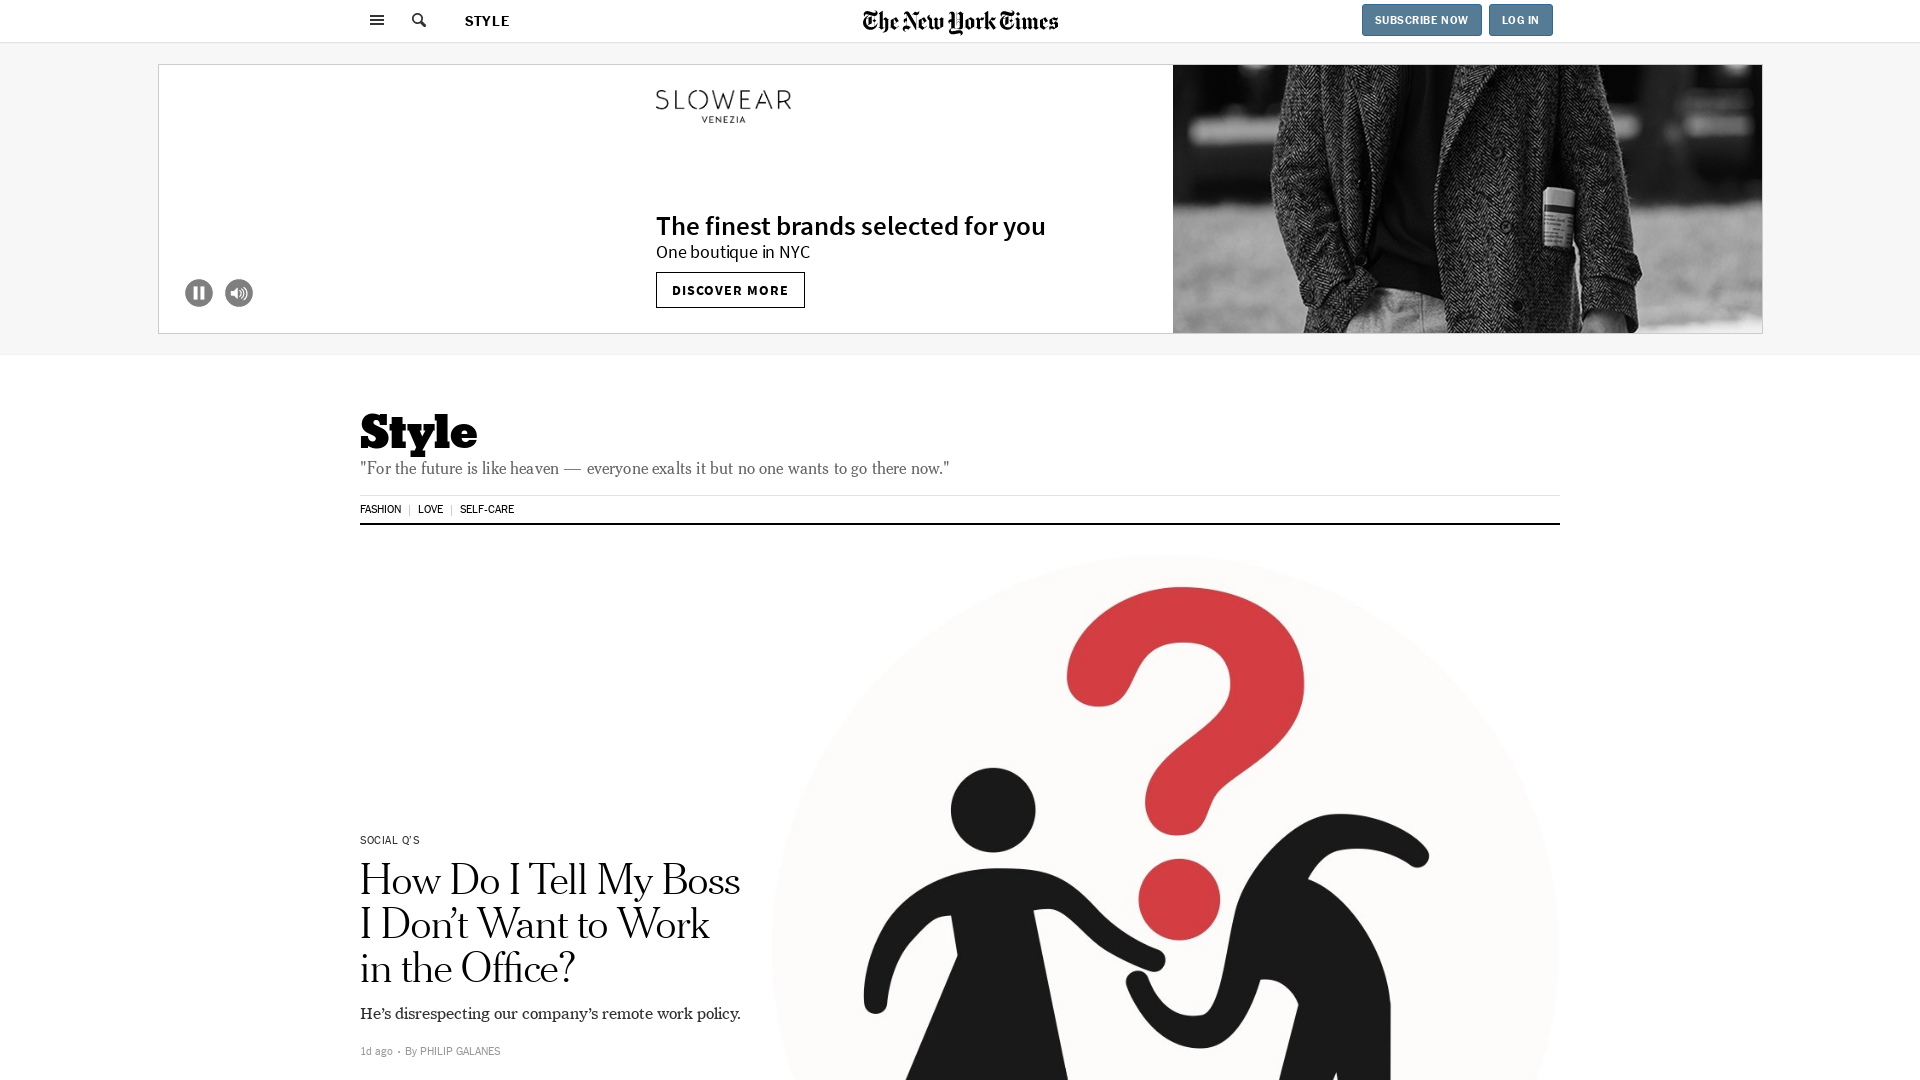 STYLE
The New York Times
SUBSCRIBE NOW
LOG IN
SLOWEAR
VENEZIA
The finest brands selected for you
One boutique in NYC
DISCOVER MORE
Style
"For the future is like heaven — everyone exalts it but no one wants to go there now."
FASHION | LOVE | SELF-CARE
SOCIAL Q’S
How Do I Tell My Boss
I Don’t Want to Work
in the Office?
He’s disrespecting our company’s remote work policy.
1d ago · By PHILIP GALANES